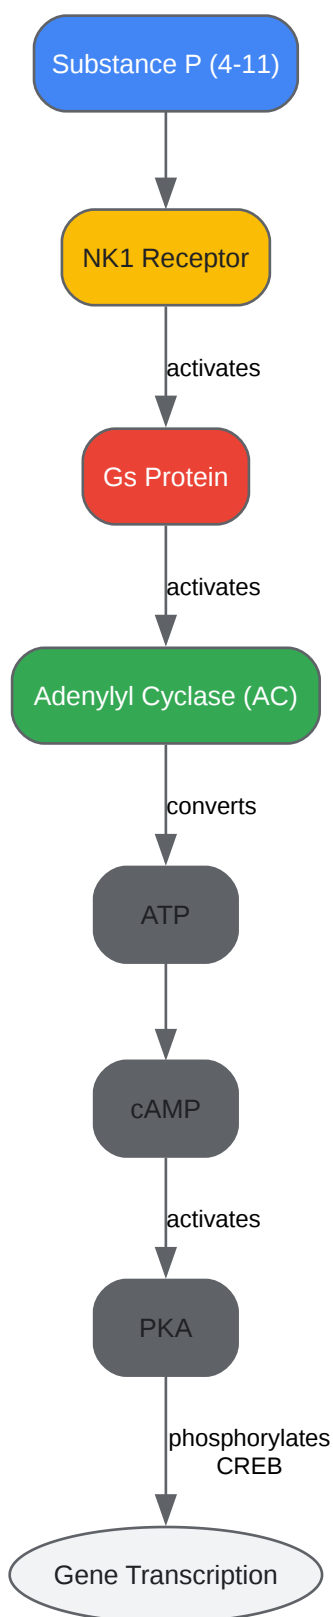 Substance P (4-11)
NK1 Receptor
activates
Gs Protein
activates
Adenylyl Cyclase (AC)
converts
ATP
cAMP
activates
PKA
phosphorylates
CREB
Gene Transcription